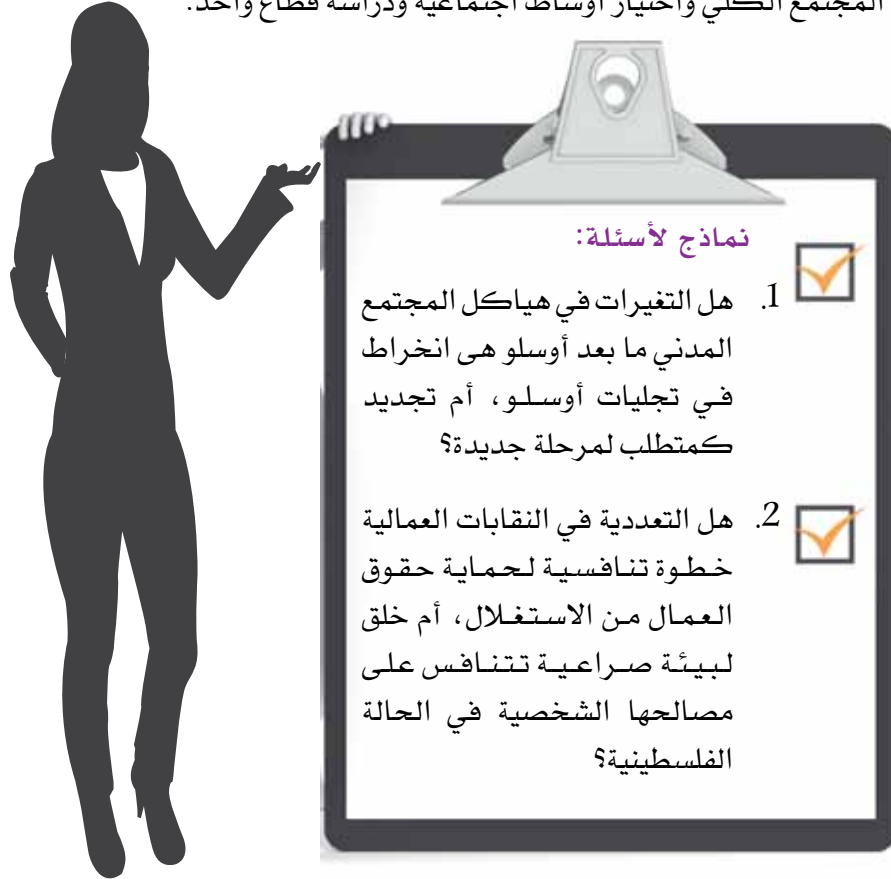 المجتمع الكلي واختيار أوساط اجتماعية ودراسة قطاع واحد.
نماذج لأسئلة:
1. هل التغيرات في هياكل المجتمع
المدني ما بعد أوسلو هى انخراط
في تجليات أوسلو، أم تجديد
كمتطلب لمرحلة جديدة؟
2. هل التعددية في النقابات العمالية
خطوة تنافسية لحماية حقوق
العمال من الاستغلال، أم خلق
لبيئة صراعية تتنافس على
مصالحها الشخصية في الحالة
الفلسطينية؟